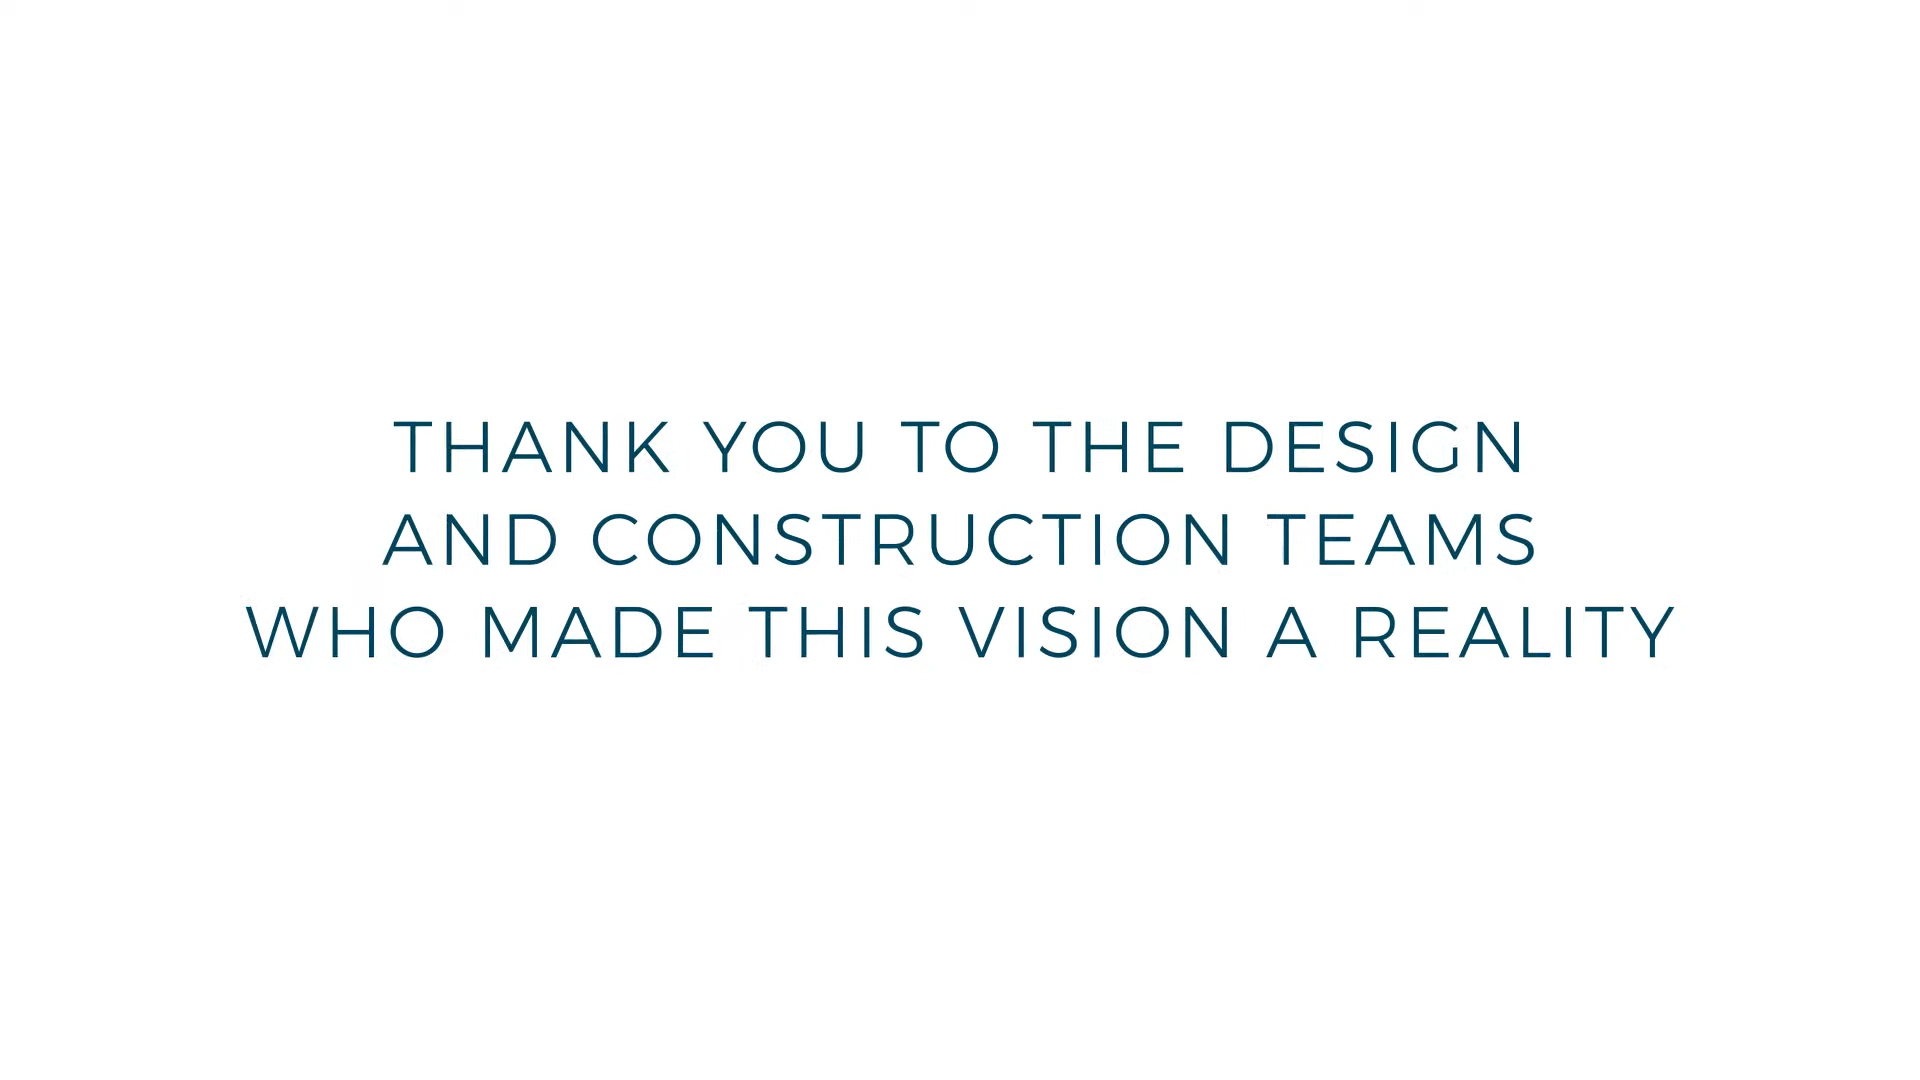 THANK YOU TO THE DESIGN
AND CONSTRUCTION TEAMS
WHO MADE THIS VISION A REALITY